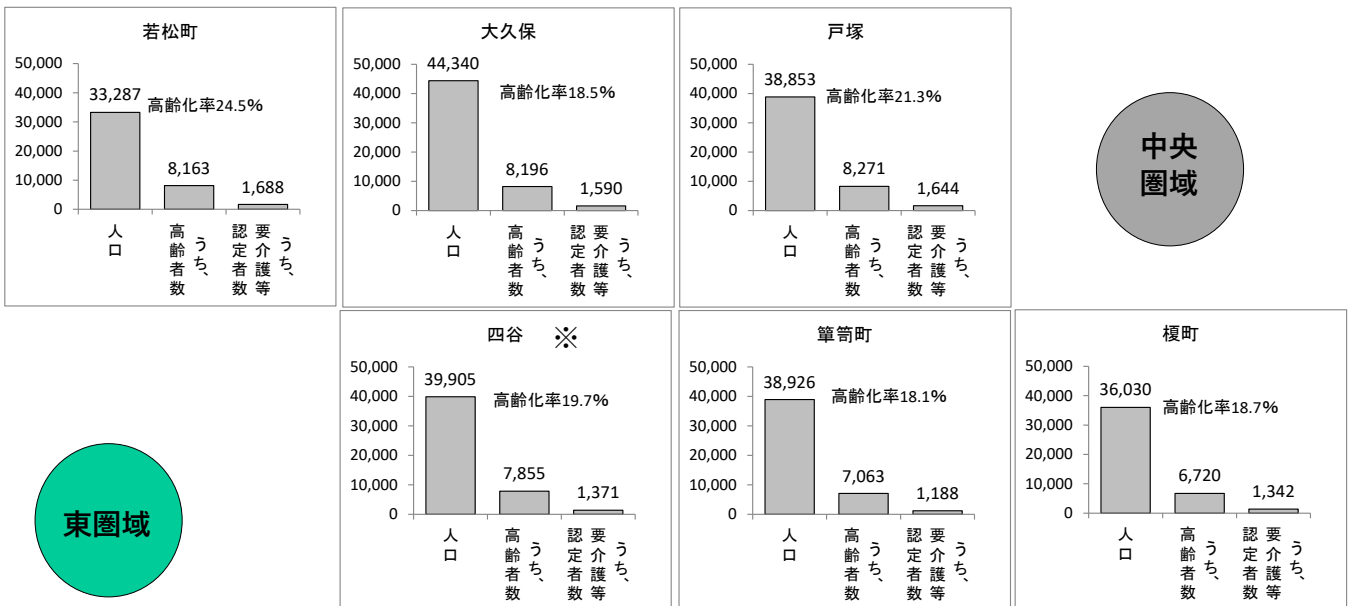 若松町
50,000
40,000
30,000
20,000
10,000
0
33,287
高齢化率24.5%
8,163
1,688
人口
うち、高齢者数
うち、要介護等認定者数
大久保
50,000
40,000
30,000
20,000
10,000
0
44,340
高齢化率18.5%
8,196
1,590
人口
うち、高齢者数
うち、要介護等認定者数
戸塚
50,000
40,000
30,000
20,000
10,000
0
38,853
高齢化率21.3%
8,271
1,644
人口
うち、高齢者数
うち、要介護等認定者数
中央
圏域
東圏域
四谷 ※
50,000
40,000
30,000
20,000
10,000
0
39,905
高齢化率19.7%
7,855
1,371
人口
うち、高齢者数
うち、要介護等認定者数
箪笥町
50,000
40,000
30,000
20,000
10,000
0
38,926
高齢化率18.1%
7,063
1,188
人口
うち、高齢者数
うち、要介護等認定者数
榎町
50,000
40,000
30,000
20,000
10,000
0
36,030
高齢化率18.7%
6,720
1,342
人口
うち、高齢者数
うち、要介護等認定者数